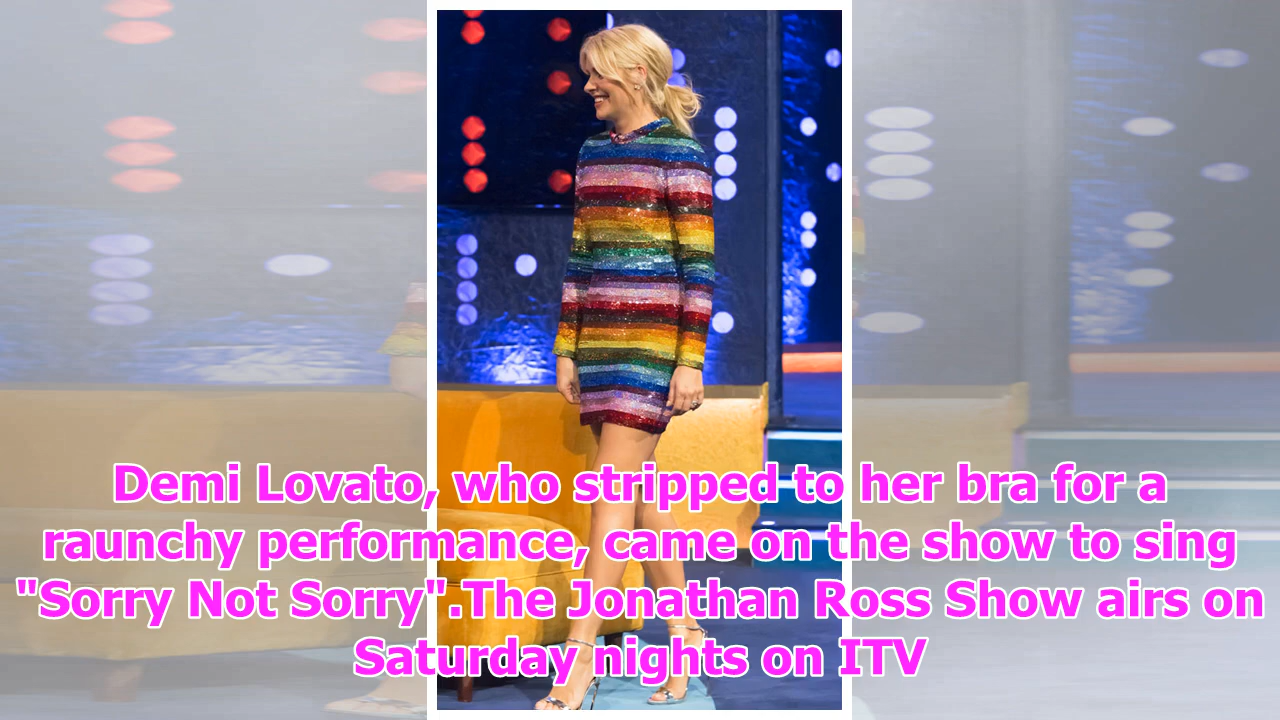 Demi Lovato, who stripped to her bra for a
raunchy performance, came on the show to sing
"Sorry Not Sorry".The Jonathan Ross Show airs on
Saturday nights on ITV